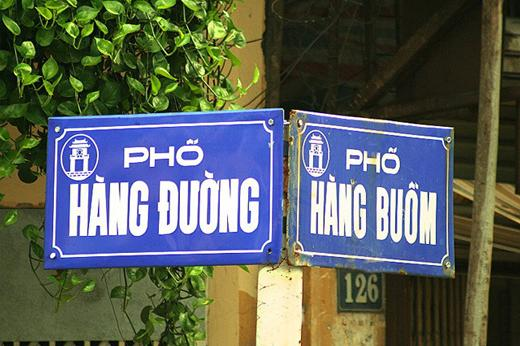 PHỐ
HÀNG ĐƯỜNG
PHỐ
HÀNG BUỒM
126